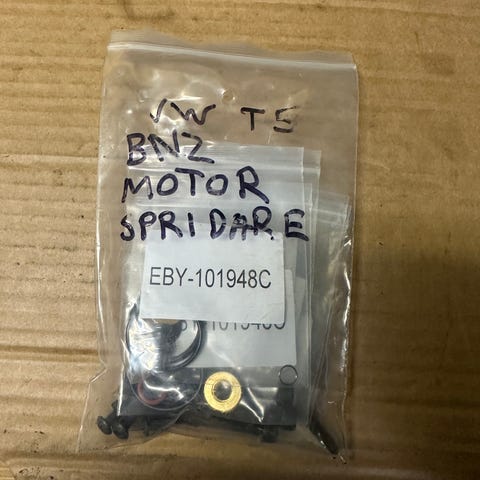 VW T5
BNZ
MOTOR
SPRIDARE
EBY-101948C